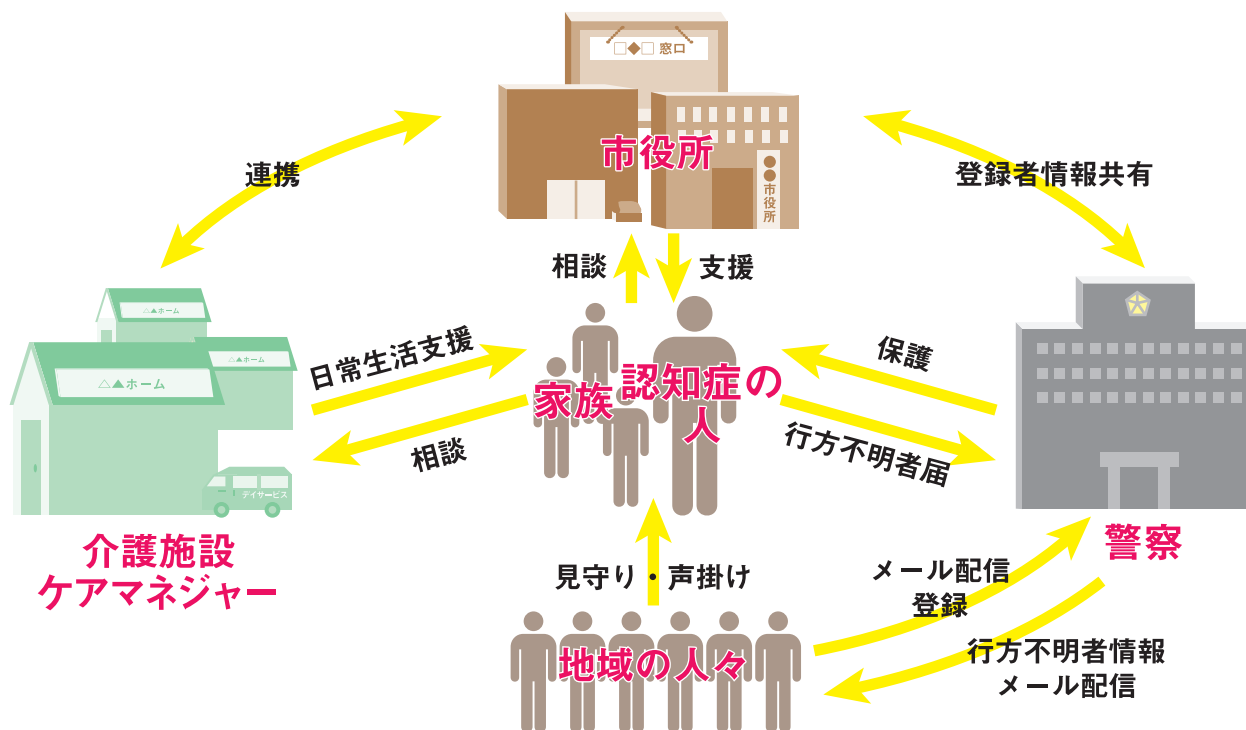 □◆□ 窓口
市役所
●●市役所
連携
登録者情報共有
相談
支援
△▲ホーム
△▲ホーム
△▲ホーム
デイサービス
日常生活支援
相談
家族
認知症の
人
保護
行方不明者届
介護施設
ケアマネジャー
警察
見守り・声掛け
メール配信
登録
行方不明者情報
メール配信
地域の人々